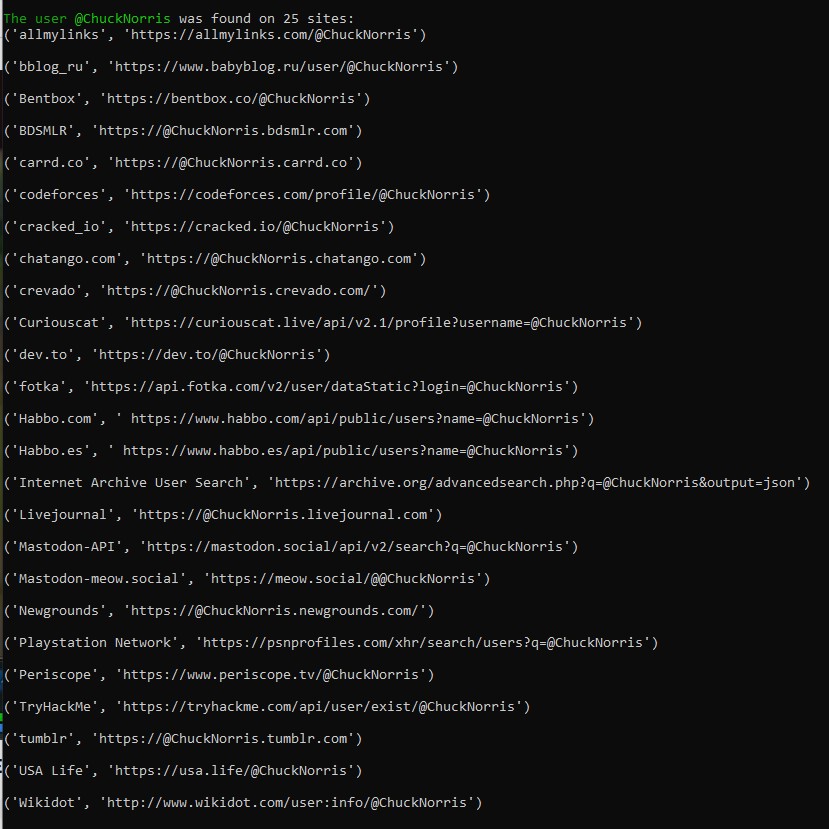 The user @ChuckNorris was found on 25 sites:
('allmylinks', 'https://allmylinks.com/@ChuckNorris')
('bblog_ru', 'https://www.babyblog.ru/user/@ChuckNorris')
('Bentbox', 'https://bentbox.co/@ChuckNorris')
('BDSMLR', 'https://@ChuckNorris.bdsmlr.com')
('carrd.co', 'https://@ChuckNorris.carrd.co')
('codeforces', 'https://codeforces.com/profile/@ChuckNorris')
('cracked_io', 'https://cracked.io/@ChuckNorris')
('chatango.com', 'https://@ChuckNorris.chatango.com')
('crevado', 'https://@ChuckNorris.crevado.com/')
('Curiouscat', 'https://curiouscat.live/api/v2.1/profile?username=@ChuckNorris')
('dev.to', 'https://dev.to/@ChuckNorris')
('fotka', 'https://api.fotka.com/v2/user/dataStatic?login=@ChuckNorris')
('Habbo.com', ' https://www.habbo.com/api/public/users?name=@ChuckNorris')
('Habbo.es', ' https://www.habbo.es/api/public/users?name=@ChuckNorris')
('Internet Archive User Search', 'https://archive.org/advancedsearch.php?q=@ChuckNorris&output=json')
('Livejournal', 'https://@ChuckNorris.livejournal.com')
('Mastodon-API', 'https://mastodon.social/api/v2/search?q=@ChuckNorris')
('Mastodon-meow.social', 'https://meow.social/@@ChuckNorris')
('Newgrounds', 'https://@ChuckNorris.newgrounds.com/')
('Playstation Network', 'https://psnprofiles.com/xhr/search/users?q=@ChuckNorris')
('Periscope', 'https://www.periscope.tv/@ChuckNorris')
('TryHackMe', 'https://tryhackme.com/api/user/exist/@ChuckNorris')
('tumblr', 'https://@ChuckNorris.tumblr.com')
('USA Life', 'https://usa.life/@ChuckNorris')
('Wikidot', 'http://www.wikidot.com/user:info/@ChuckNorris')